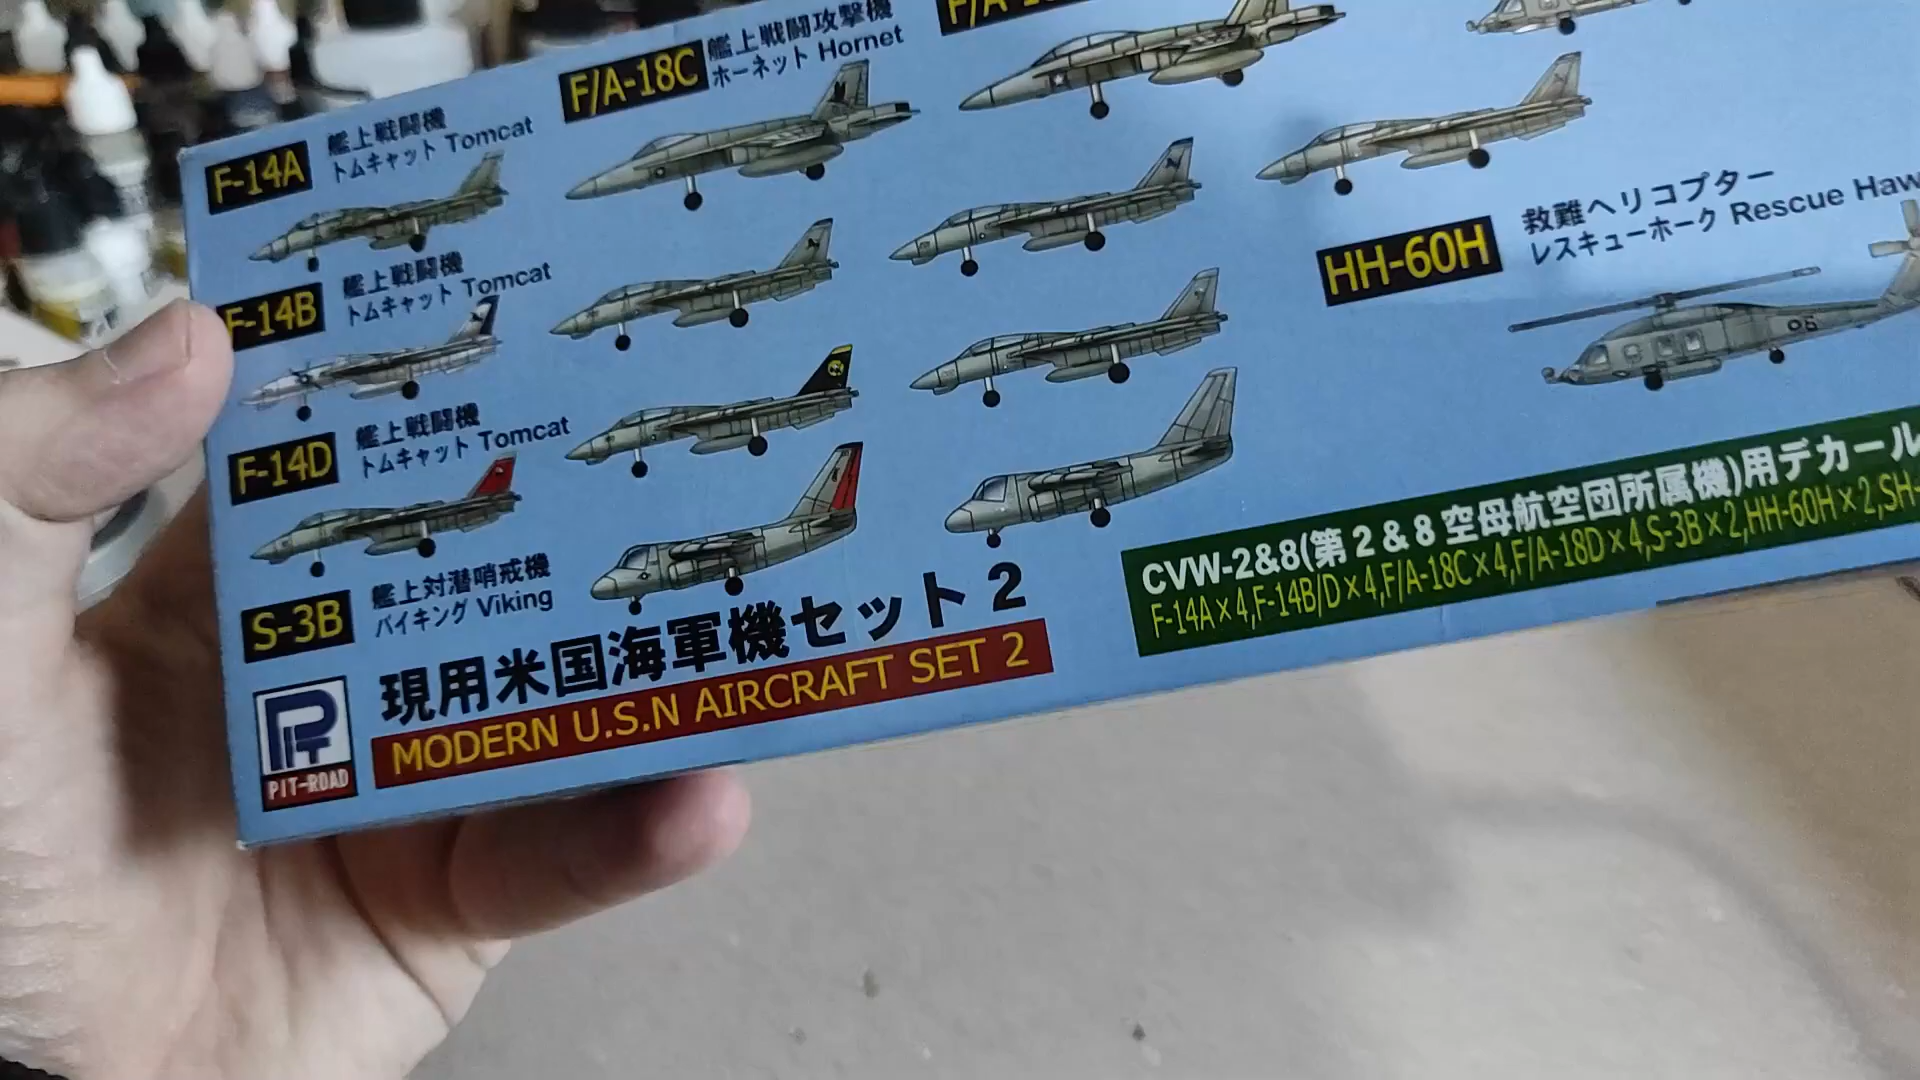 F-14A
艦上戦闘機
トムキャット Tomcat
F/A-18C
艦上戦闘攻撃機
ホーネット Hornet
F-14B
艦上戦闘機
トムキャット Tomcat
HH-60H
救難ヘリコプター
レスキューホーク Rescue
F-14D
艦上戦闘機
トムキャット Tomcat
S-3B
艦上対潜哨戒機
バイキング Viking
CVW-2&8(第2&8空母航空団所属機)用デカール
F-14A×4,F-14B/D×4,F/A-18C×4,F/A-18D×4,S-3B×2,HH-60H×2,
現用米国海軍機セット2
MODERN U.S.N AIRCRAFT SET 2
PIT-ROAD